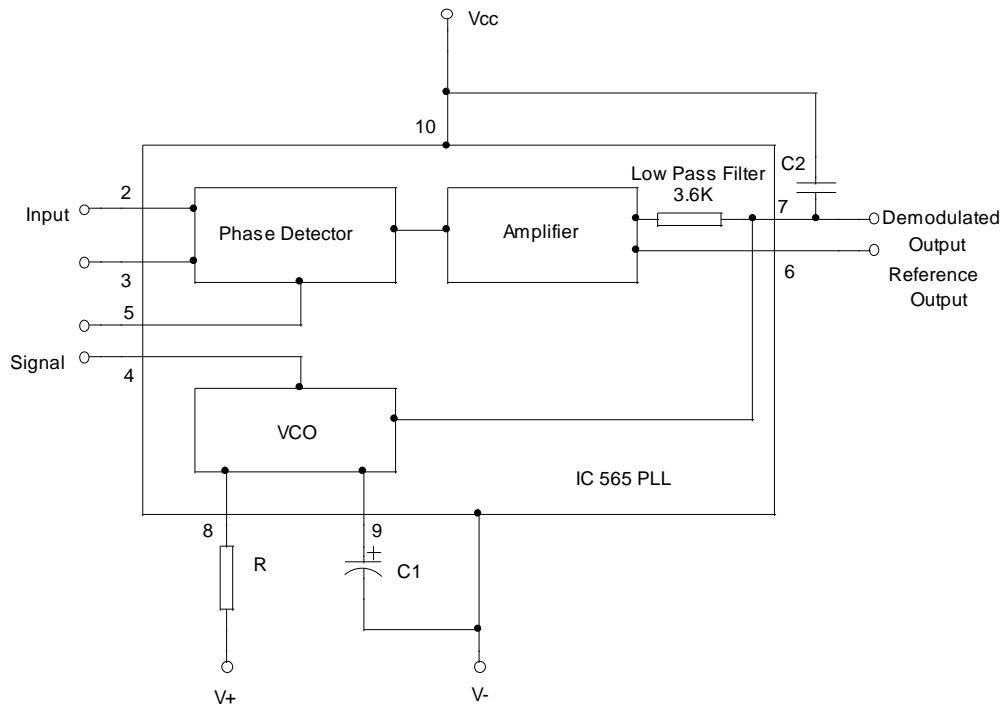 Vcc
10
C2
Low Pass Filter
3.6K
2
7
Input
Phase Detector
Amplifier
Demodulated
Output
3
6
Reference
Output
5
Signal
4
VCO
IC 565 PLL
8
9
R
C1
V+
V-